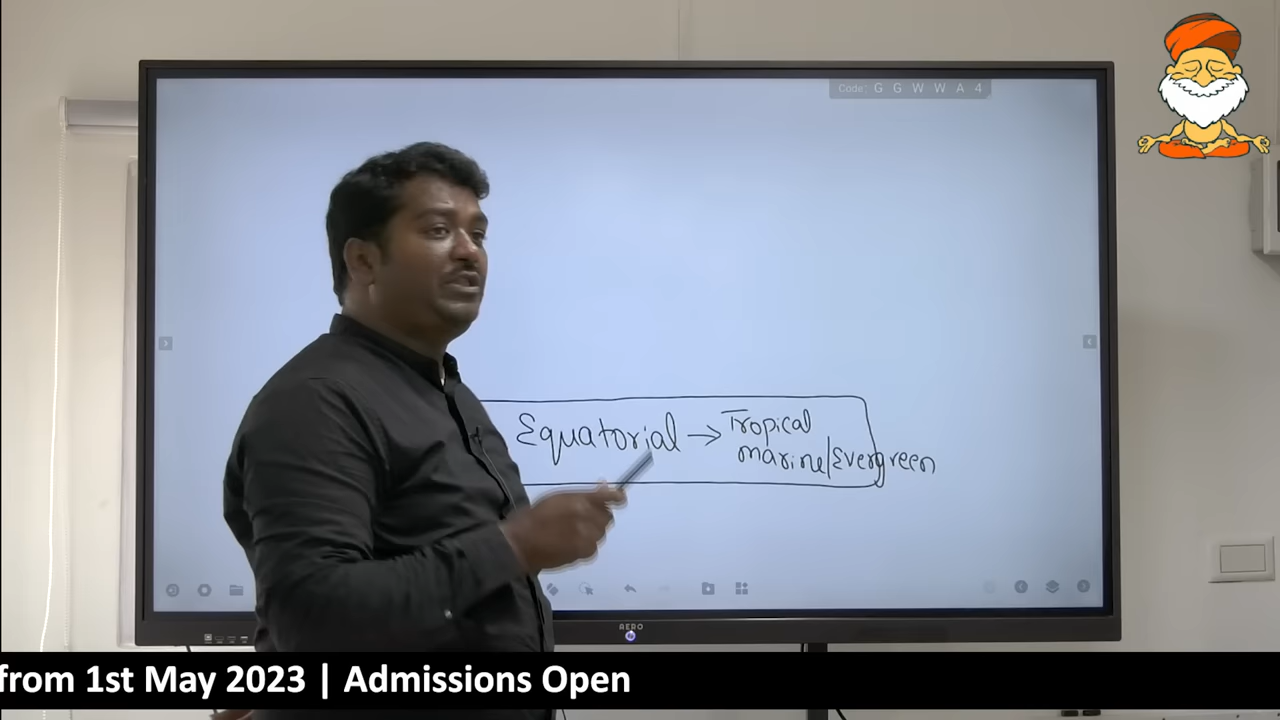 Code: G G W W A 4
Equatorial → Tropical
marine/Evergreen
AERO
from 1st May 2023 | Admissions Open